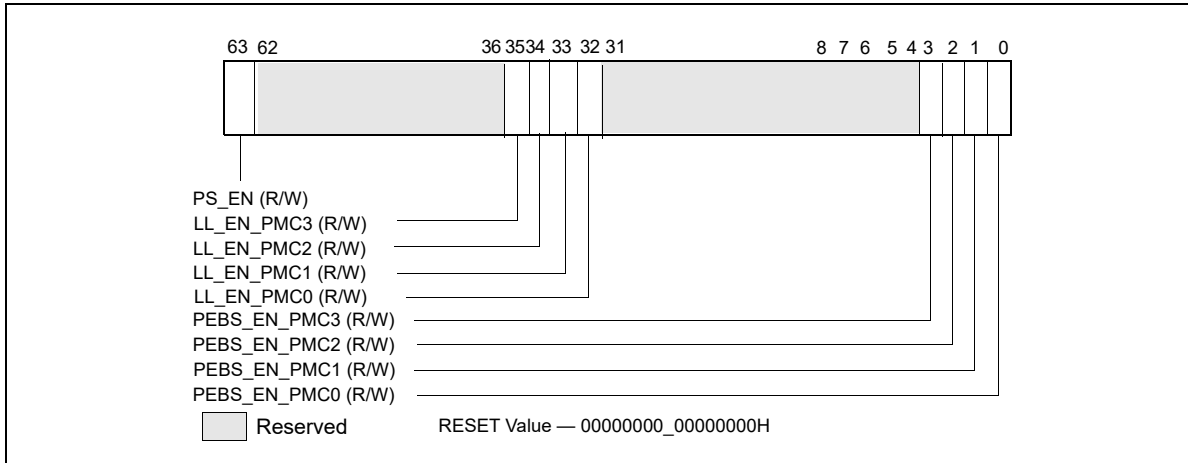 63 62 36 35 34 33 32 31 8 7 6 5 4 3 2 1 0
PS_EN (R/W)
LL_EN_PMC3 (R/W)
LL_EN_PMC2 (R/W)
LL_EN_PMC1 (R/W)
LL_EN_PMC0 (R/W)
PEBS_EN_PMC3 (R/W)
PEBS_EN_PMC2 (R/W)
PEBS_EN_PMC1 (R/W)
PEBS_EN_PMC0 (R/W)
Reserved RESET Value — 00000000_00000000H